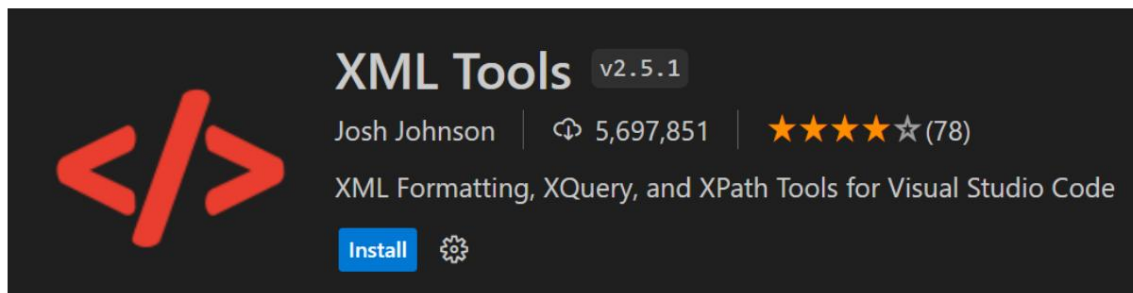 XML Tools v2.5.1
Josh Johnson 5,697,851 (78)
XML Formatting, XQuery, and XPath Tools for Visual Studio Code
Install